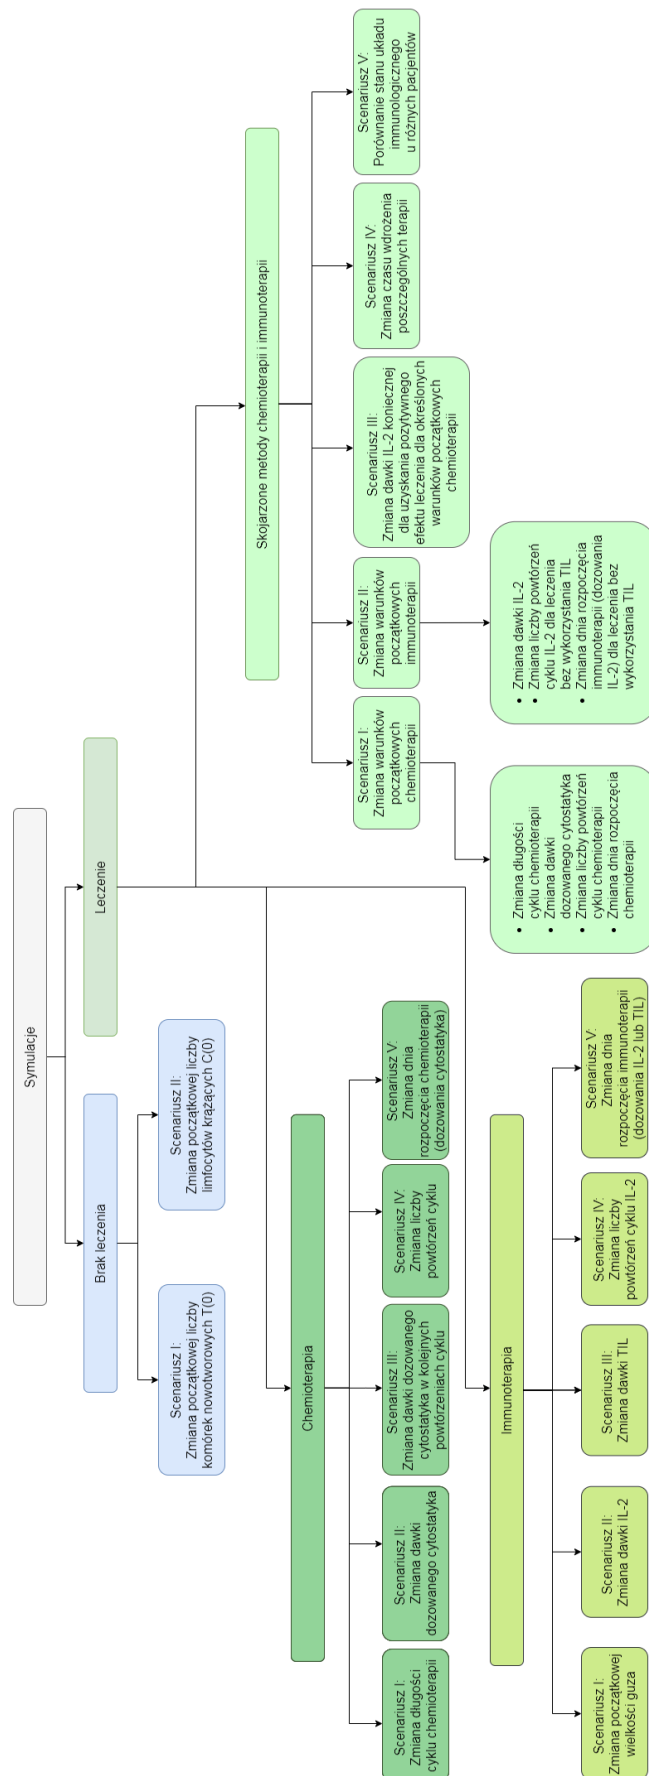 Symulacje
Brak leczenia
Leczenie
Scenariusz I:
Zmiana początkowej liczby
komórek nowotworowych T(0)
Scenariusz II:
Zmiana początkowej liczby
limfocytów krążących C(0)
Chemioterapia
Scenariusz I:
Zmiana długości
cyklu chemioterapii
Scenariusz II:
Zmiana dawki
dozowanego cytostatyka
Scenariusz III:
Zmiana dawki dozowanego
cytostatyka w kolejnych
powtórzeniach cyklu
Scenariusz IV:
Zmiana liczby
powtórzeń cyklu
Scenariusz V:
Zmiana dnia
rozpoczęcia chemioterapii
(dozowania cytostatyka)
Immunoterapia
Scenariusz I:
Zmiana początkowej
wielkości guza
Scenariusz II:
Zmiana dawki IL-2
Scenariusz III:
Zmiana dawki TIL
Scenariusz IV:
Zmiana liczby
powtórzeń cyklu IL-2
Scenariusz V:
Zmiana dnia
rozpoczęcia immunoterapii
(dozowania IL-2 lub TIL)
Skojarzone metody chemioterapii i immunoterapii
Scenariusz I:
Zmiana warunków
początkowych
chemioterapii
Scenariusz II:
Zmiana warunków
początkowych
immunoterapii
Scenariusz III:
Zmiana dawki IL-2 koniecznej
dla uzyskania pozytywnego
efektu leczenia dla określonych
warunków początkowych
chemioterapii
Scenariusz IV:
Zmiana czasu wdrożenia
poszczególnych terapii
Scenariusz V:
Porównanie stanu układu
immunologicznego
u różnych pacjentów
• Zmiana długości
cyklu chemioterapii
• Zmiana dawki
dozowanego cytostatyka
• Zmiana liczby powtórzeń
cyklu chemioterapii
• Zmiana dnia rozpoczęcia
chemioterapii
• Zmiana dawki IL-2
• Zmiana liczby powtórzeń
cyklu IL-2 dla leczenia
bez wykorzystania TIL
• Zmiana dnia rozpoczęcia
immunoterapii (dozowania
IL-2) dla leczenia bez
wykorzystania TIL